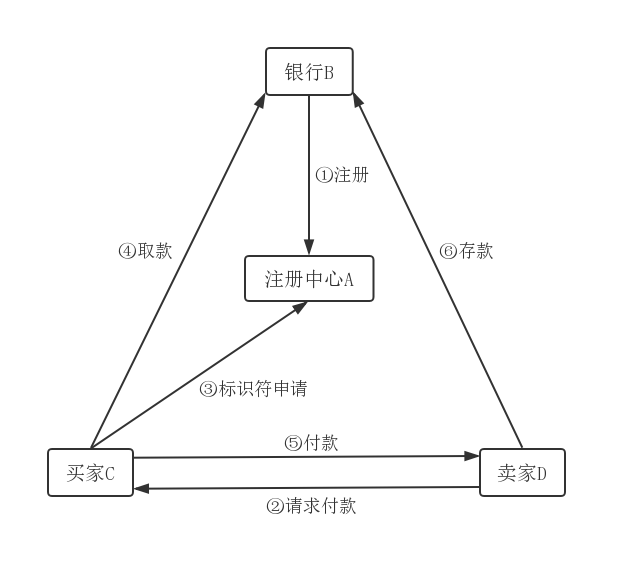 银行B
①注册
④取款
⑥存款
注册中心A
③标识符申请
⑤付款
买家C
卖家D
②请求付款